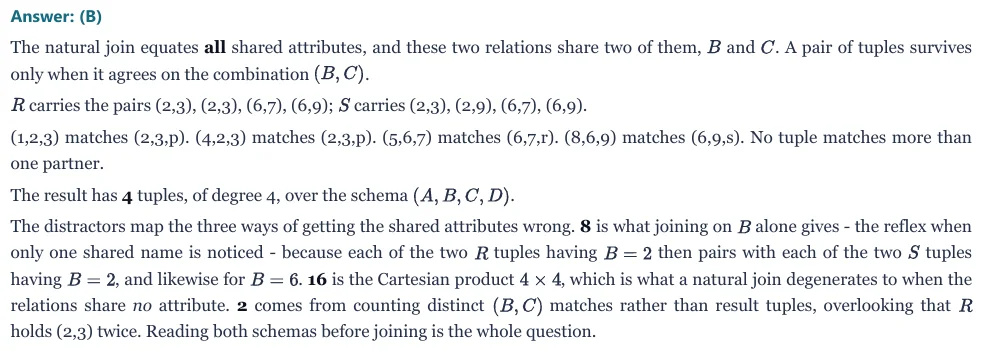 Answer: (B)
The natural join equates all shared attributes, and these two relations share two of them, B and C. A pair of tuples survives
only when it agrees on the combination (B, C).
R carries the pairs (2,3), (2,3), (6,7), (6,9); S carries (2,3), (2,9), (6,7), (6,9).
(1,2,3) matches (2,3,p). (4,2,3) matches (2,3,p). (5,6,7) matches (6,7,r). (8,6,9) matches (6,9,s). No tuple matches more than
one partner.
The result has 4 tuples, of degree 4, over the schema (A, B, C, D).
The distractors map the three ways of getting the shared attributes wrong. 8 is what joining on B alone gives - the reflex when
only one shared name is noticed - because each of the two R tuples having B = 2 then pairs with each of the two S tuples
having B = 2, and likewise for B = 6. 16 is the Cartesian product 4 × 4, which is what a natural join degenerates to when the
relations share no attribute. 2 comes from counting distinct (B, C) matches rather than result tuples, overlooking that R
holds (2,3) twice. Reading both schemas before joining is the whole question.